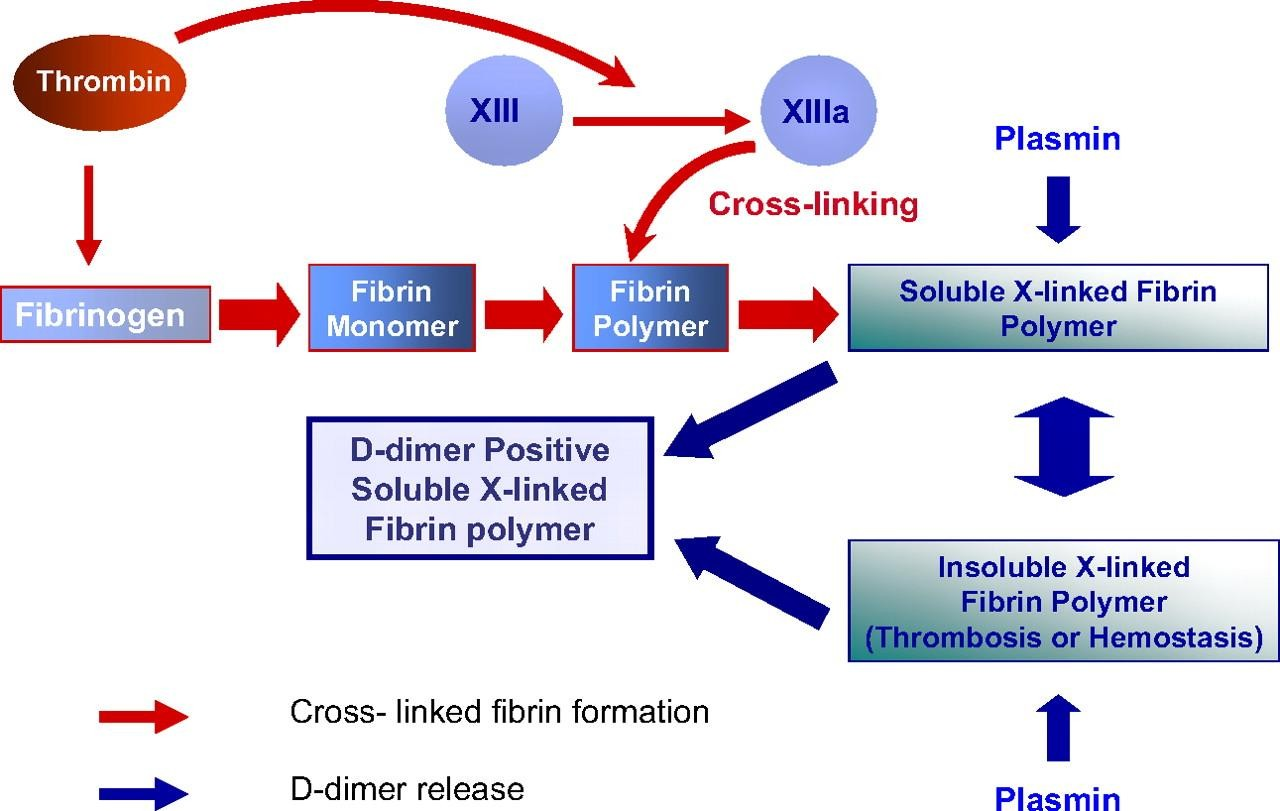 Thrombin
XIII
XIIIa
Plasmin
Cross-linking
Fibrinogen
Fibrin
Monomer
Fibrin
Polymer
Soluble X-linked Fibrin
Polymer
D-dimer Positive
Soluble X-linked
Fibrin polymer
Insoluble X-linked
Fibrin Polymer
(Thrombosis or Hemostasis)
Cross- linked fibrin formation
D-dimer release
Plasmin